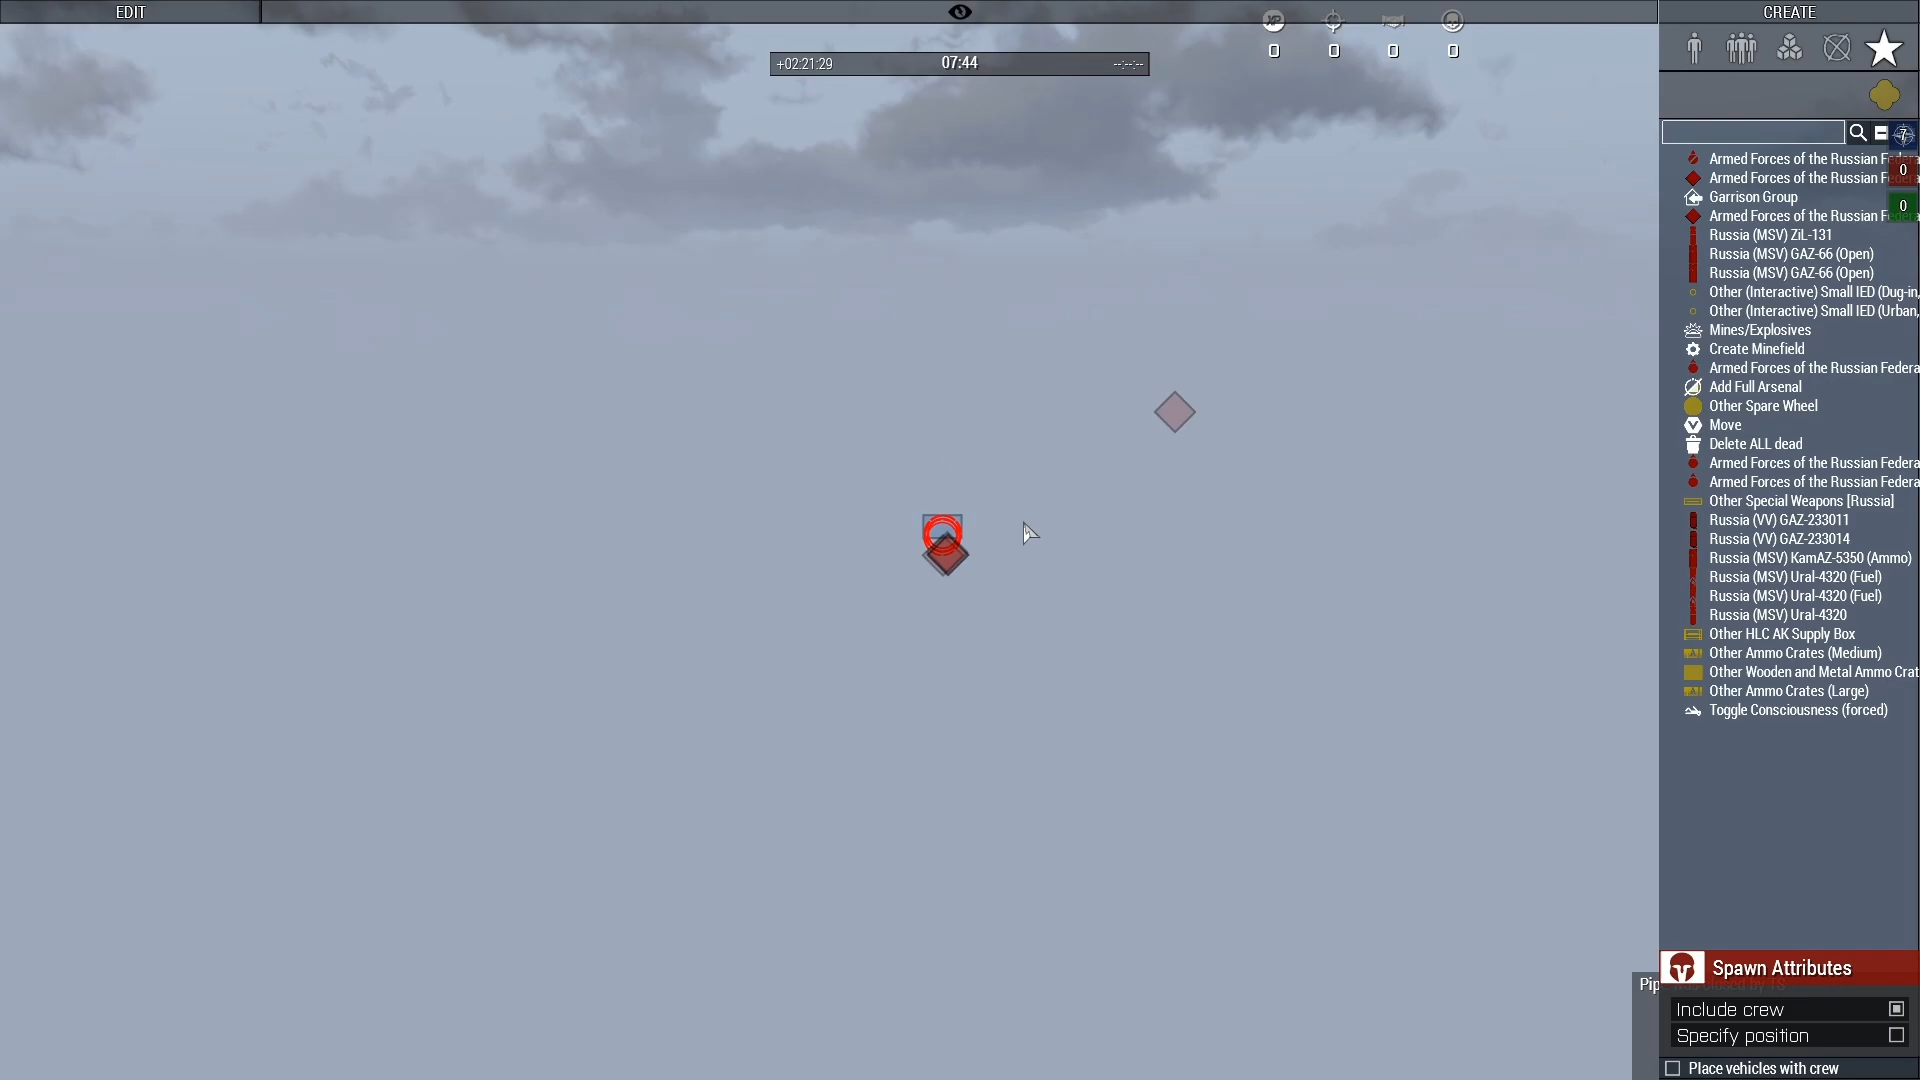 EDIT
CREATE
XP
0 0 0 0
+02:21:29 07:44 --:--:--
7
Armed Forces of the Russian Federa
0
Armed Forces of the Russian Federa
Garrison Group
0
Armed Forces of the Russian Federa
Russia (MSV) ZiL-131
Russia (MSV) GAZ-66 (Open)
Russia (MSV) GAZ-66 (Open)
Other (Interactive) Small IED (Dug-in,
Other (Interactive) Small IED (Urban,
Mines/Explosives
Create Minefield
Armed Forces of the Russian Federa
Add Full Arsenal
Other Spare Wheel
Move
Delete ALL dead
Armed Forces of the Russian Federa
Armed Forces of the Russian Federa
Other Special Weapons [Russia]
Russia (VV) GAZ-233011
Russia (VV) GAZ-233014
Russia (MSV) KamAZ-5350 (Ammo)
Russia (MSV) Ural-4320 (Fuel)
Russia (MSV) Ural-4320 (Fuel)
Russia (MSV) Ural-4320
Other HLC AK Supply Box
Other Ammo Crates (Medium)
Other Wooden and Metal Ammo Crat
Other Ammo Crates (Large)
Toggle Consciousness (forced)
Spawn Attributes
Include crew
Specify position
Place vehicles with crew